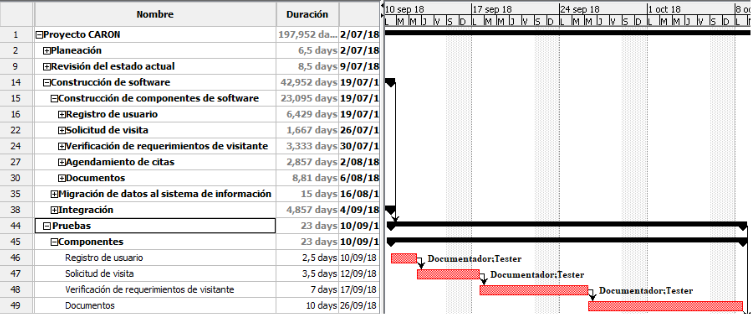 Nombre Duración 10 sep 18 17 sep 18 24 sep 18 1 oct 18 8 oc
L M M J V S D L M M J V S D L M M J V S D L M M J V S D L M
1 Proyecto CARON 197,952 da... 2/07/18
2 Planeación 6,5 days 2/07/18
9 Revisión del estado actual 8,5 days 9/07/18
14 Construcción de software 42,952 days 19/07/1
15 Construcción de componentes de software 23,095 days 19/07/1
16 Registro de usuario 6,429 days 19/07/1
22 Solicitud de visita 1,667 days 26/07/1
24 Verificación de requerimientos de visitante 3,333 days 30/07/1
27 Agendamiento de citas 2,857 days 2/08/18
30 Documentos 8,81 days 6/08/18
35 Migración de datos al sistema de información 15 days 16/08/1
38 Integración 4,857 days 4/09/18
44 Pruebas 23 days 10/09/1
45 Componentes 23 days 10/09/1
46 Registro de usuario 2,5 days 10/09/18 Documentador;Tester
47 Solicitud de visita 3,5 days 12/09/18 Documentador;Tester
48 Verificación de requerimientos de visitante 7 days 17/09/18 Documentador;Tester
49 Documentos 10 days 26/09/18